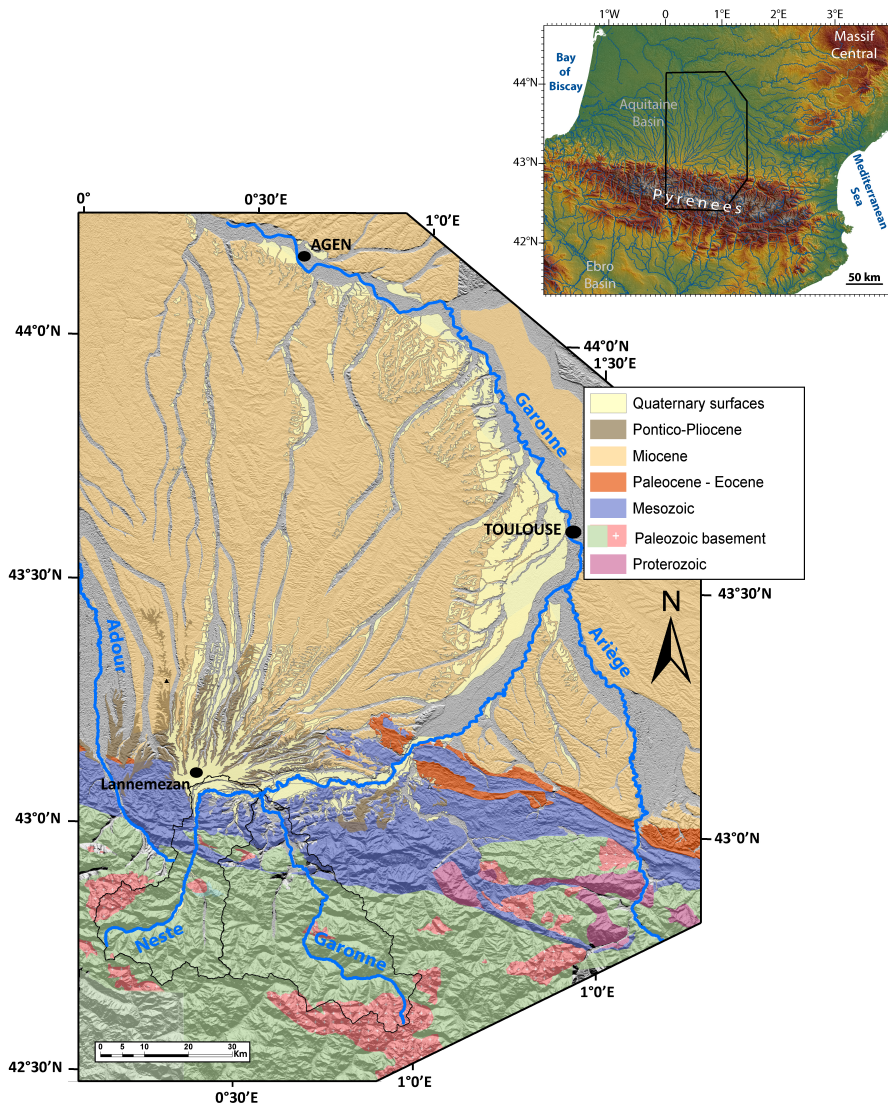 1°W
0°
1°E
2°E
3°E
Massif
Central
Bay
of
Biscay
44°N
Aquitaine
Basin
43°N
Mediterranean
Sea
Pyrenees
42°N
Ebro
Basin
50 km
0°
0°30'E
1°0'E
AGEN
44°0'N
44°0'N
1°30'E
Garonne
Quaternary surfaces
Pontico-Pliocene
Miocene
Paleocene - Eocene
Mesozoic
+ Paleozoic basement
Proterozoic
TOULOUSE
43°30'N
43°30'N
N
Adour
Ariège
Lannemezan
43°0'N
43°0'N
Neste
Garonne
1°0'E
0 5 10 20 30
Km
42°30'N
0°30'E
1°0'E